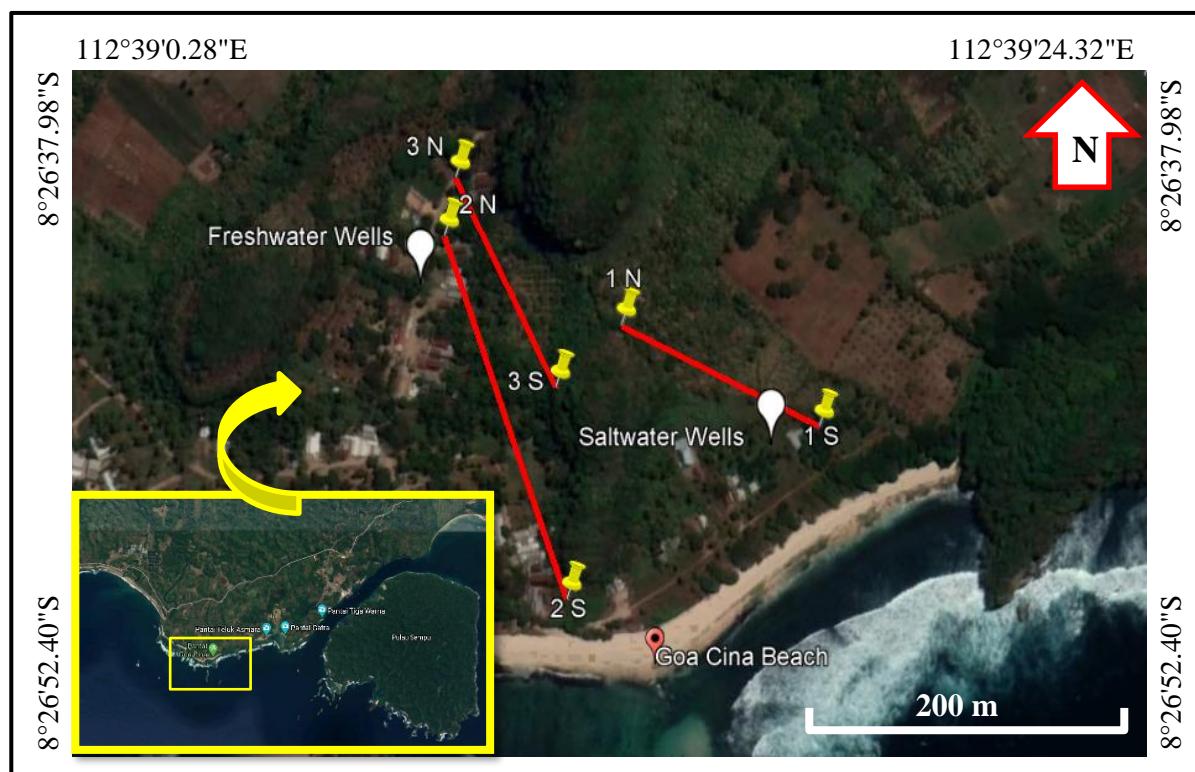 112°39'0.28"E
112°39'24.32"E
8°26'37.98"S
8°26'37.98"S
N
3 N
2 N
Freshwater Wells
1 N
3 S
Saltwater Wells
1 S
2 S
Goa Cina Beach
200 m
8°26'52.40"S
8°26'52.40"S
Pantai Tiga Warna
Pantai Teluk Asmara
Pantai Gatra
Pulau Sempu
Pantai